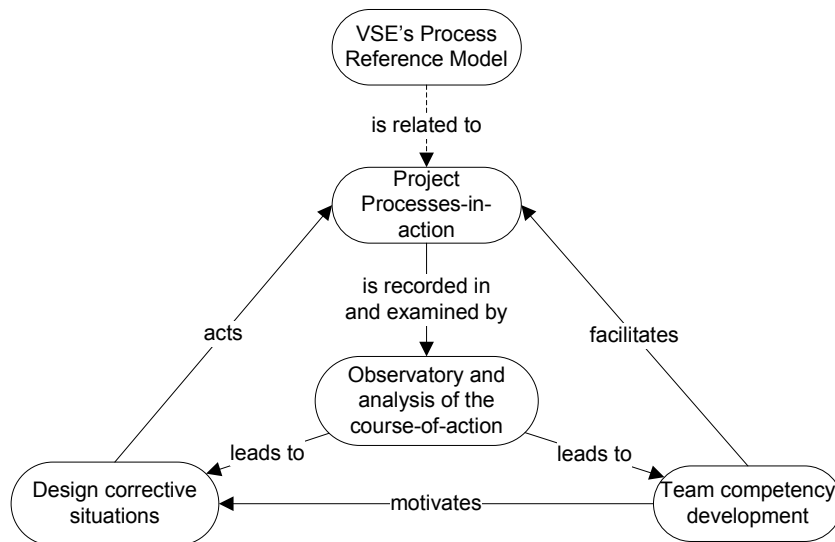 VSE's Process
Reference Model
is related to
Project
Processes-in-
action
is recorded in
and examined by
acts
facilitates
Observatory and
analysis of the
course-of-action
leads to
leads to
Design corrective
situations
motivates
Team competency
development